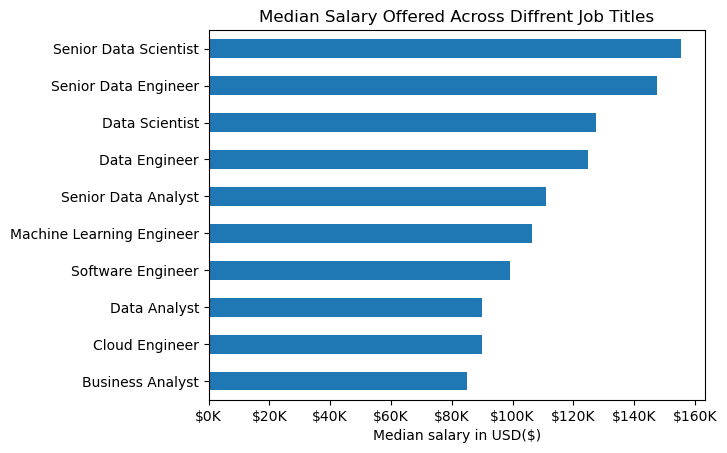 Median Salary Offered Across Diffrent Job Titles
Senior Data Scientist
Senior Data Engineer
Data Scientist
Data Engineer
Senior Data Analyst
Machine Learning Engineer
Software Engineer
Data Analyst
Cloud Engineer
Business Analyst
$0K $20K $40K $60K $80K $100K $120K $140K $160K
Median salary in USD($)